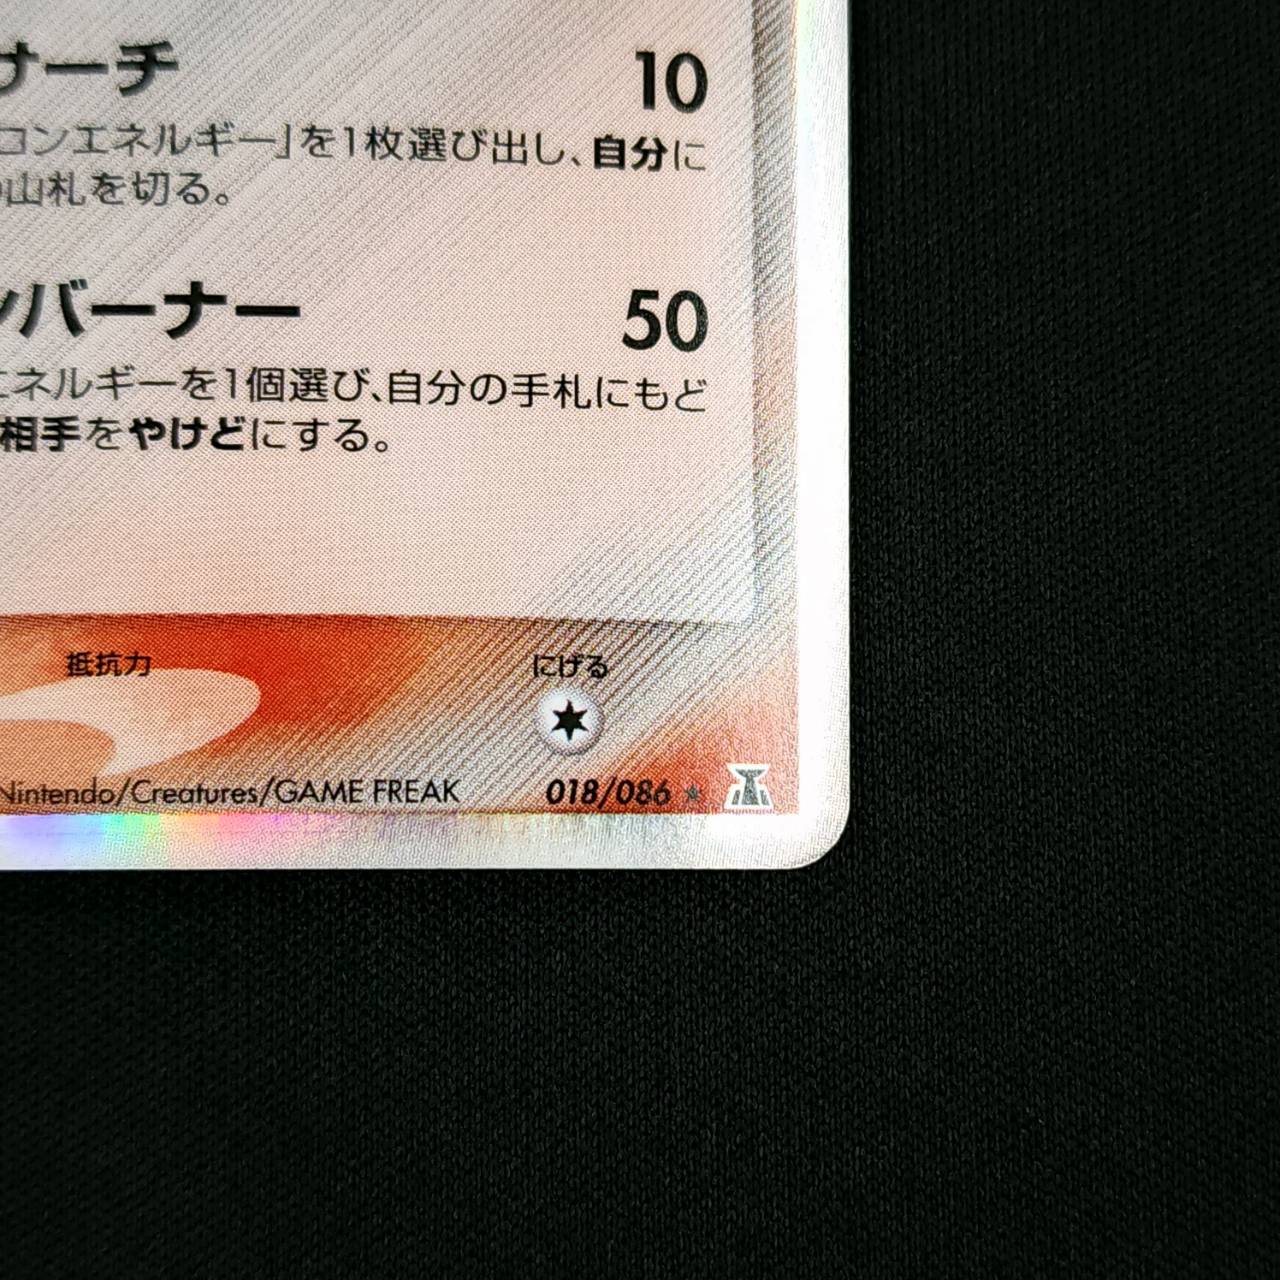 サーチ 10
コンエネルギー」を1枚選び出し、自分に
の山札を切る。
ンバーナー 50
エネルギーを1個選び、自分の手札にもど
相手をやけどにする。
抵抗力 にげる
Nintendo/Creatures/GAME FREAK 018/086 ★